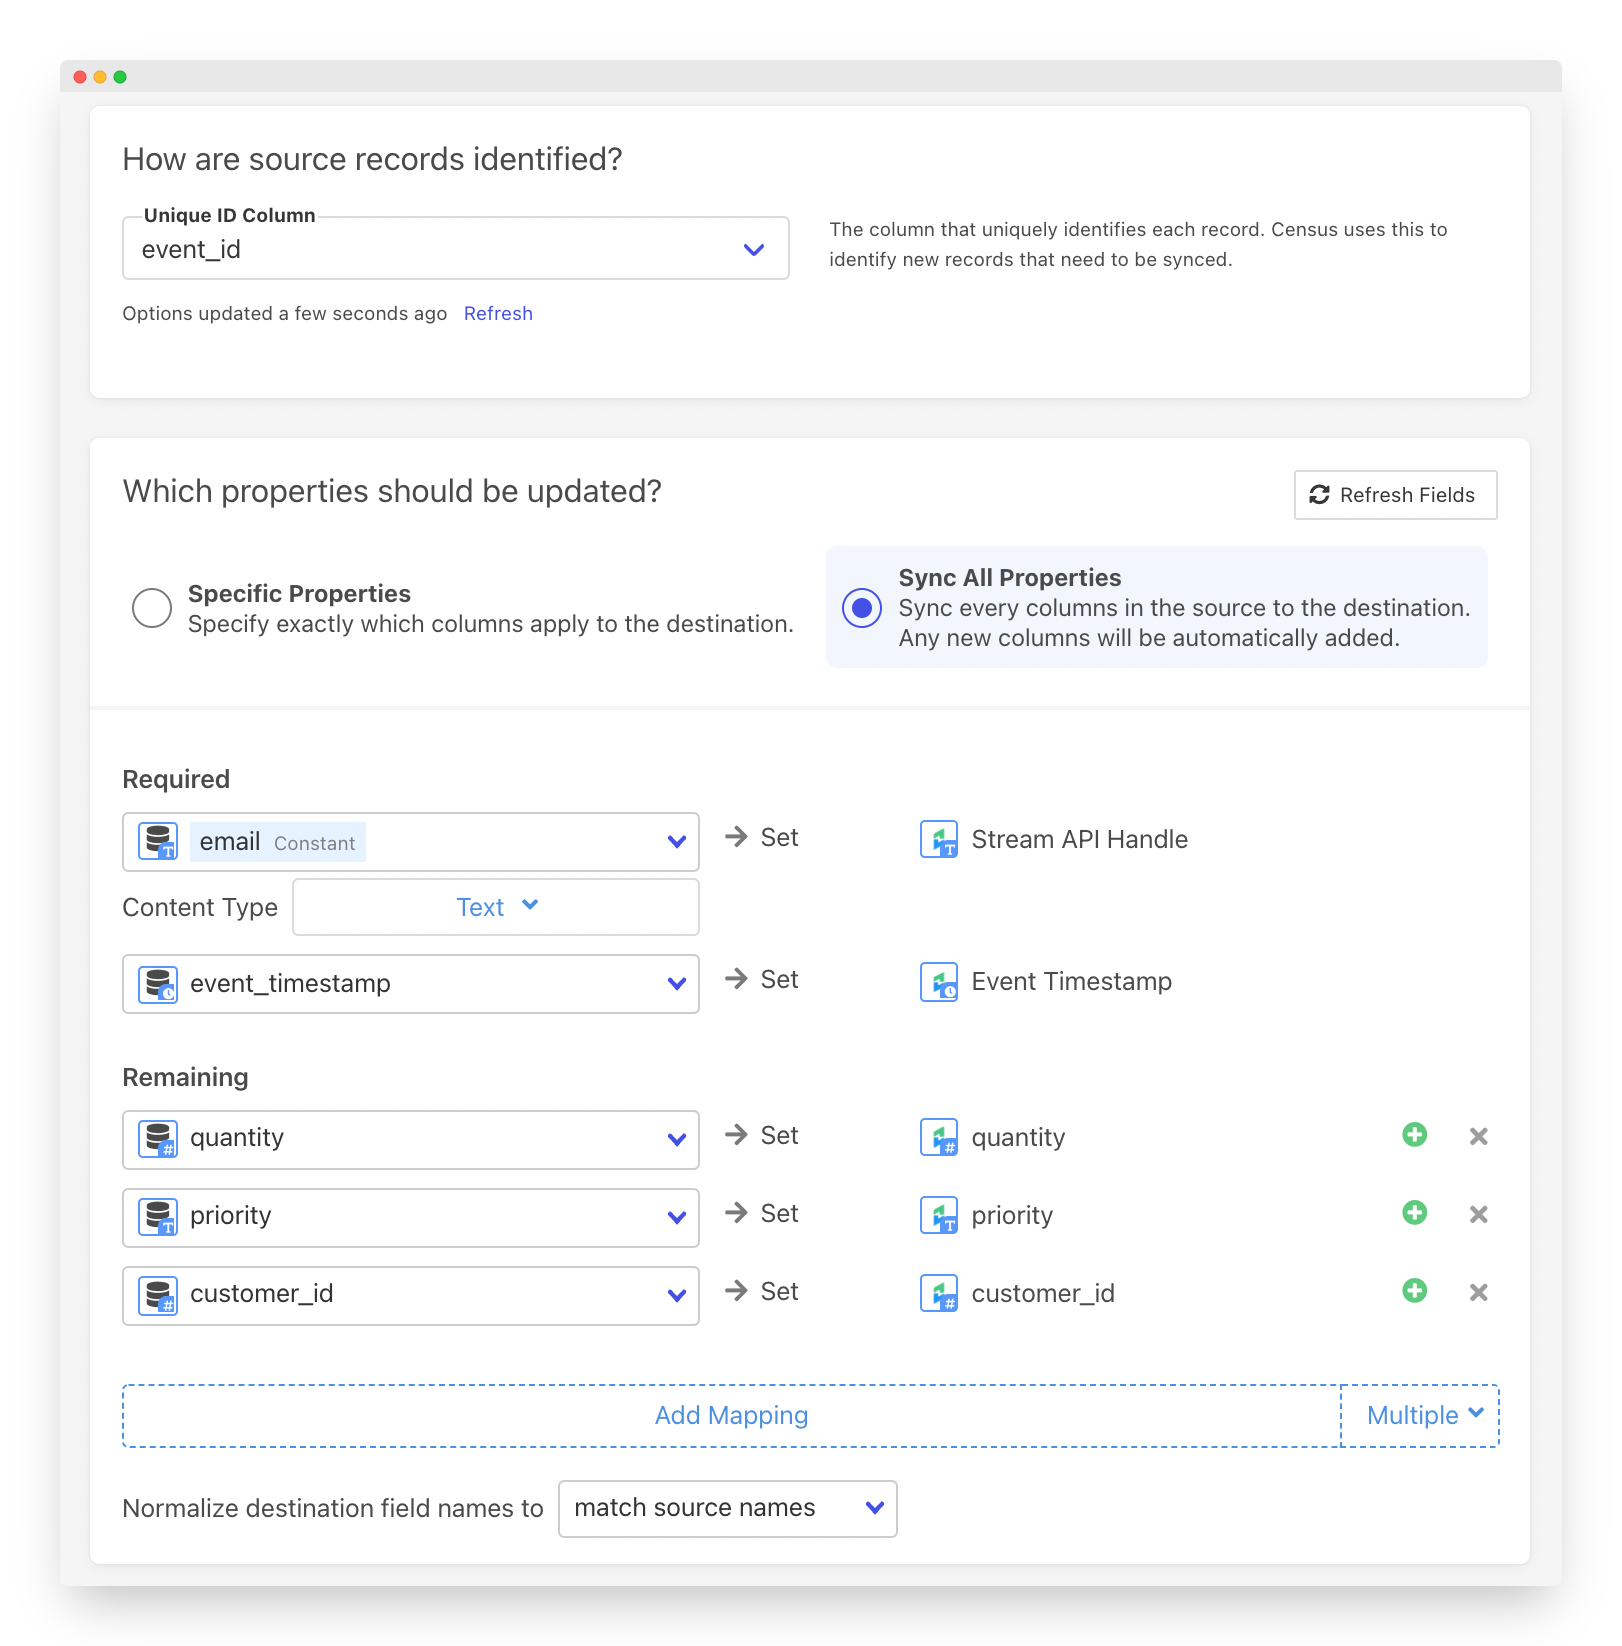 How are source records identified?
Unique ID Column
event_id
The column that uniquely identifies each record. Census uses this to
identify new records that need to be synced.
Options updated a few seconds ago Refresh
Which properties should be updated?
Refresh Fields
Specific Properties
Specify exactly which columns apply to the destination.
Sync All Properties
Sync every columns in the source to the destination.
Any new columns will be automatically added.
Required
T email Constant Set T Stream API Handle
Content Type Text
event_timestamp Set Event Timestamp
Remaining
# quantity Set # quantity
T priority Set T priority
# customer_id Set # customer_id
Add Mapping Multiple
Normalize destination field names to match source names